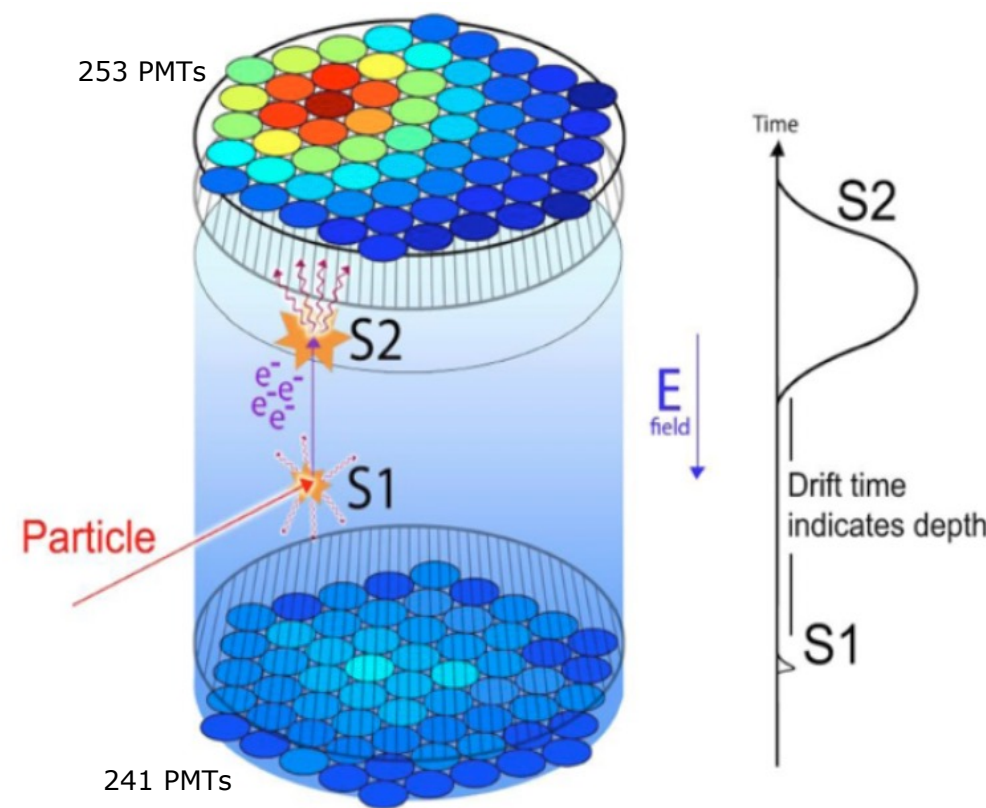 253 PMTs
Time
S2
S2
e⁻
e⁻
e⁻
e⁻
E
field
S1
Drift time
indicates depth
Particle
S1
241 PMTs